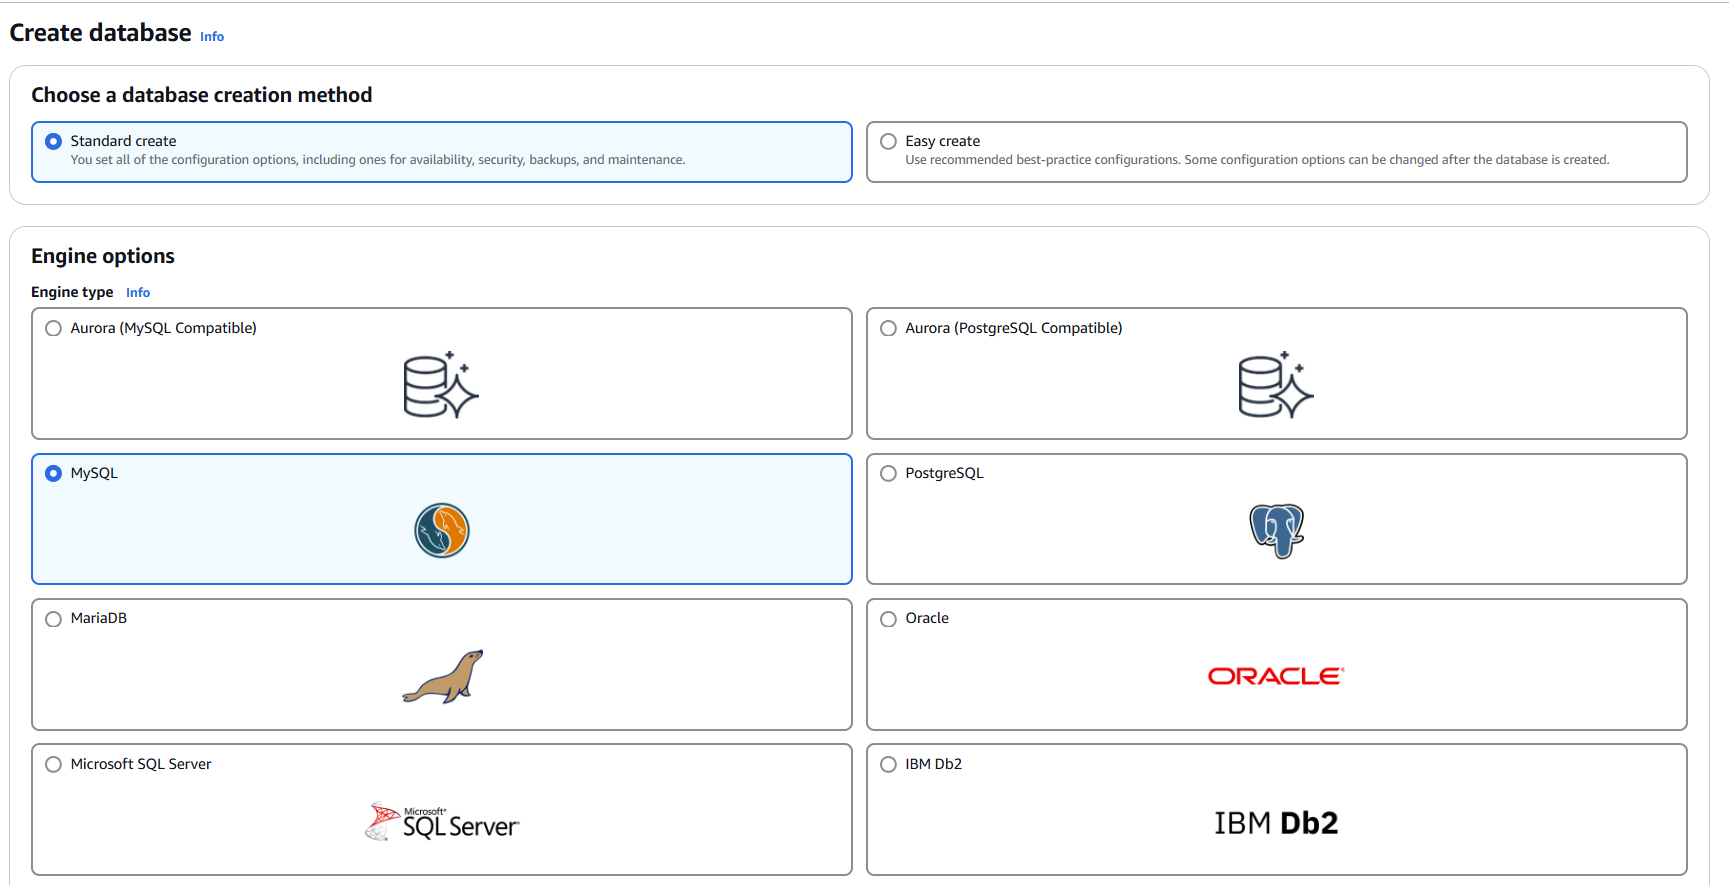 Create database Info
Choose a database creation method
Standard create
You set all of the configuration options, including ones for availability, security, backups, and maintenance.
Easy create
Use recommended best-practice configurations. Some configuration options can be changed after the database is created.
Engine options
Engine type Info
Aurora (MySQL Compatible)
Aurora (PostgreSQL Compatible)
MySQL
PostgreSQL
MariaDB
Oracle
ORACLE
Microsoft SQL Server
Microsoft
SQL Server
IBM Db2
IBM Db2